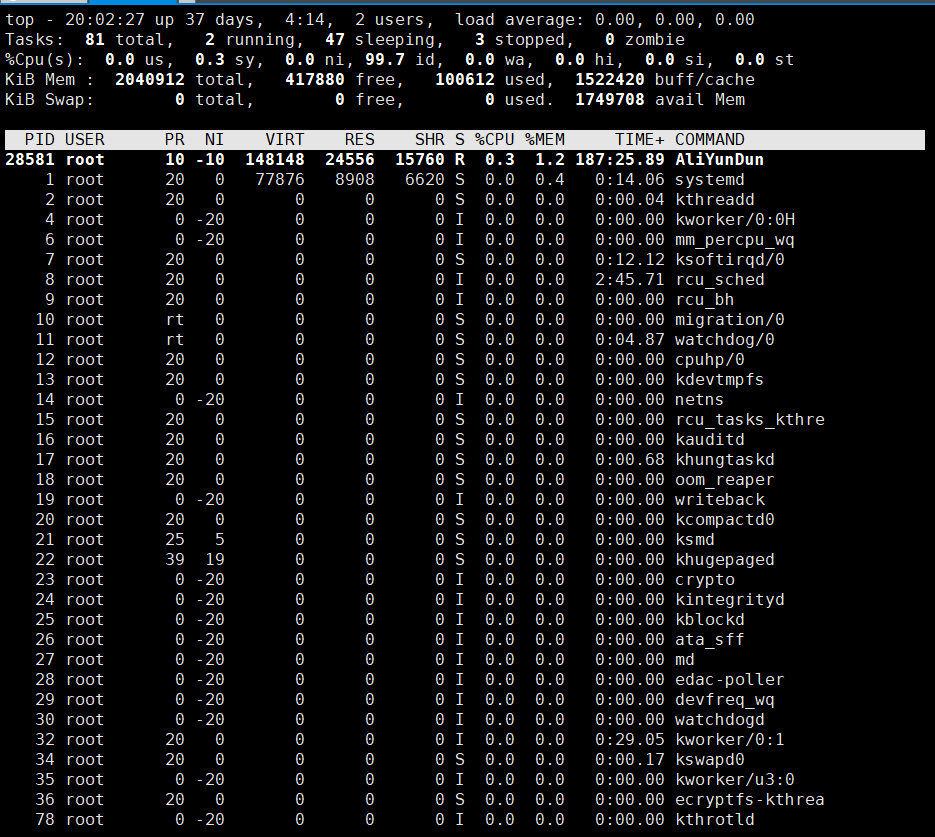 top - 20:02:27 up 37 days,  4:14,  2 users,  load average: 0.00, 0.00, 0.00
Tasks:  81 total,   2 running,  47 sleeping,   3 stopped,   0 zombie
%Cpu(s):  0.0 us,  0.3 sy,  0.0 ni, 99.7 id,  0.0 wa,  0.0 hi,  0.0 si,  0.0 st
KiB Mem :  2040912 total,   417880 free,   100612 used,  1522420 buff/cache
KiB Swap:        0 total,        0 free,        0 used.  1749708 avail Mem
  PID USER      PR  NI    VIRT    RES    SHR S %CPU %MEM     TIME+ COMMAND
28581 root      10 -10  148148  24556  15760 R  0.3  1.2 187:25.89 AliYunDun
    1 root      20   0   77876   8908   6620 S  0.0  0.4   0:14.06 systemd
    2 root      20   0       0      0      0 S  0.0  0.0   0:00.04 kthreadd
    4 root       0 -20       0      0      0 I  0.0  0.0   0:00.00 kworker/0:0H
    6 root       0 -20       0      0      0 I  0.0  0.0   0:00.00 mm_percpu_wq
    7 root      20   0       0      0      0 S  0.0  0.0   0:12.12 ksoftirqd/0
    8 root      20   0       0      0      0 I  0.0  0.0   2:45.71 rcu_sched
    9 root      20   0       0      0      0 I  0.0  0.0   0:00.00 rcu_bh
   10 root      rt   0       0      0      0 S  0.0  0.0   0:00.00 migration/0
   11 root      rt   0       0      0      0 S  0.0  0.0   0:04.87 watchdog/0
   12 root      20   0       0      0      0 S  0.0  0.0   0:00.00 cpuhp/0
   13 root      20   0       0      0      0 S  0.0  0.0   0:00.00 kdevtmpfs
   14 root       0 -20       0      0      0 I  0.0  0.0   0:00.00 netns
   15 root      20   0       0      0      0 S  0.0  0.0   0:00.00 rcu_tasks_kthre
   16 root      20   0       0      0      0 S  0.0  0.0   0:00.00 kauditd
   17 root      20   0       0      0      0 S  0.0  0.0   0:00.68 khungtaskd
   18 root      20   0       0      0      0 S  0.0  0.0   0:00.00 oom_reaper
   19 root       0 -20       0      0      0 I  0.0  0.0   0:00.00 writeback
   20 root      20   0       0      0      0 S  0.0  0.0   0:00.00 kcompactd0
   21 root      25   5       0      0      0 S  0.0  0.0   0:00.00 ksmd
   22 root      39  19       0      0      0 S  0.0  0.0   0:00.00 khugepaged
   23 root       0 -20       0      0      0 I  0.0  0.0   0:00.00 crypto
   24 root       0 -20       0      0      0 I  0.0  0.0   0:00.00 kintegrityd
   25 root       0 -20       0      0      0 I  0.0  0.0   0:00.00 kblockd
   26 root       0 -20       0      0      0 I  0.0  0.0   0:00.00 ata_sff
   27 root       0 -20       0      0      0 I  0.0  0.0   0:00.00 md
   28 root       0 -20       0      0      0 I  0.0  0.0   0:00.00 edac-poller
   29 root       0 -20       0      0      0 I  0.0  0.0   0:00.00 devfreq_wq
   30 root       0 -20       0      0      0 I  0.0  0.0   0:00.00 watchdogd
   32 root      20   0       0      0      0 I  0.0  0.0   0:29.05 kworker/0:1
   34 root      20   0       0      0      0 S  0.0  0.0   0:00.17 kswapd0
   35 root       0 -20       0      0      0 I  0.0  0.0   0:00.00 kworker/u3:0
   36 root      20   0       0      0      0 S  0.0  0.0   0:00.00 ecryptfs-kthrea
   78 root       0 -20       0      0      0 I  0.0  0.0   0:00.00 kthrotld